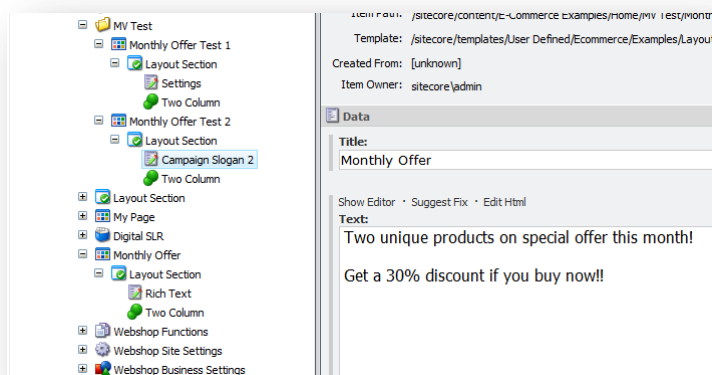 MV Test
Monthly Offer Test 1
Layout Section
Settings
Two Column
Monthly Offer Test 2
Layout Section
Campaign Slogan 2
Two Column
Layout Section
My Page
Digital SLR
Monthly Offer
Layout Section
Rich Text
Two Column
Webshop Functions
Webshop Site Settings
Webshop Business Settings
Item Path: /sitecore/content/E-Commerce Examples/Home/MV Test/Month
Template: /sitecore/templates/User Defined/Ecommerce/Examples/Layou
Created From: [unknown]
Item Owner: sitecore\admin
Data
Title:
Monthly Offer
Show Editor · Suggest Fix · Edit Html
Text:
Two unique products on special offer this month!
Get a 30% discount if you buy now!!